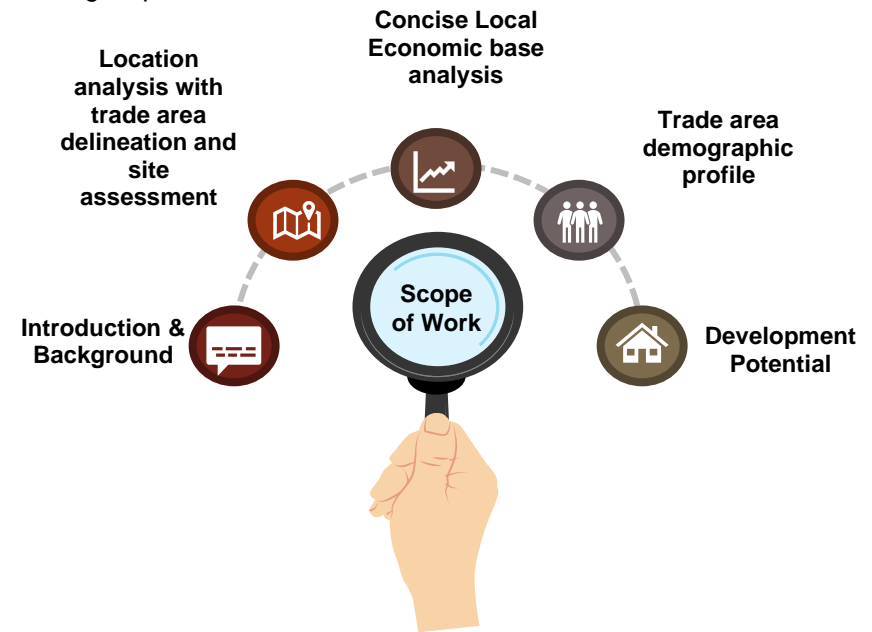 Concise Local
Economic base
analysis
Location
analysis with
trade area
delineation and
site
assessment
Trade area
demographic
profile
Scope
of Work
Introduction &
Background
Development
Potential